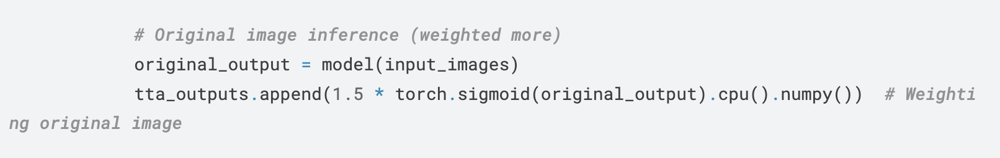 # Original image inference (weighted more)
original_output = model(input_images)
tta_outputs.append(1.5 * torch.sigmoid(original_output).cpu().numpy())  # Weighti
ng original image